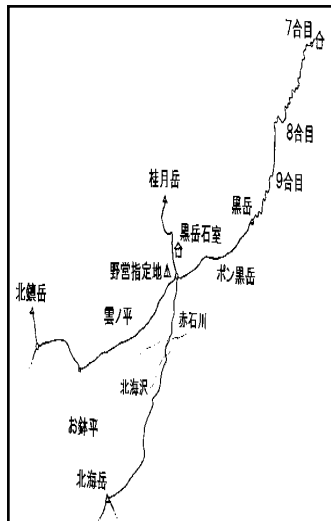 7合目
8合目
9合目
桂月岳
黒岳
黒岳石室
野営指定地
ポン黒岳
北鎮岳
雲ノ平
赤石川
北海沢
お鉢平
北海岳